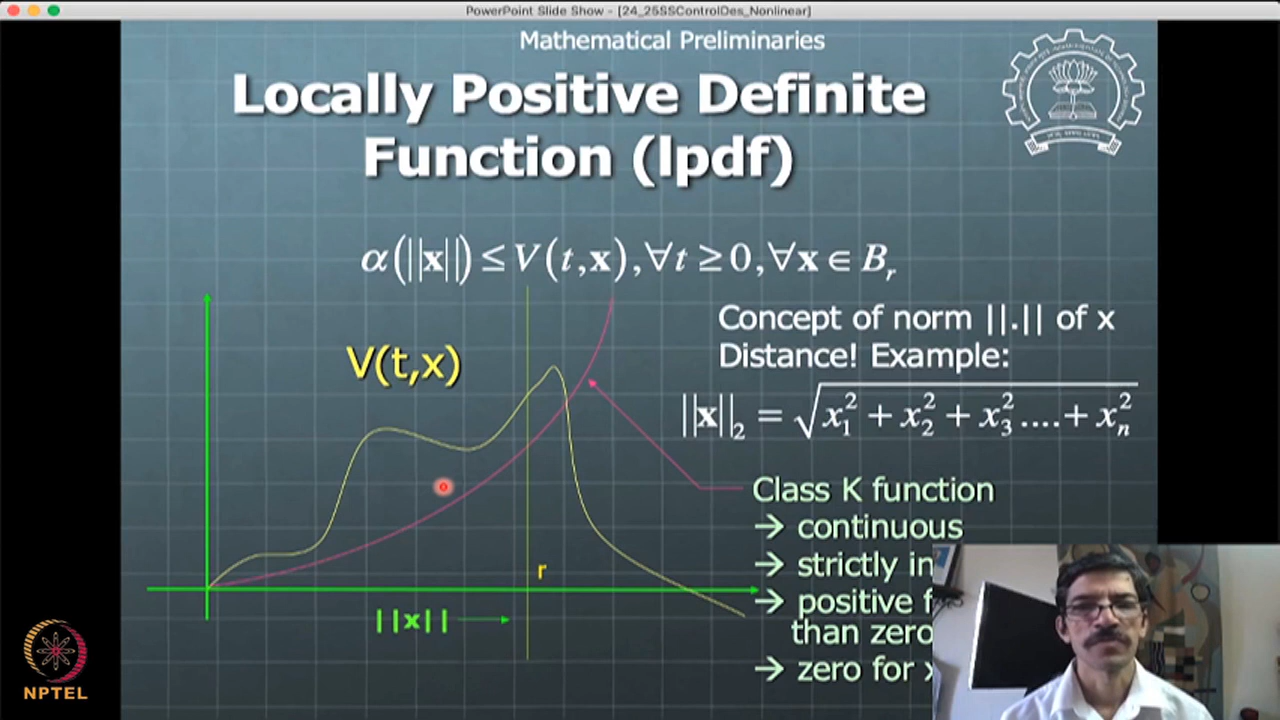 PowerPoint Slide Show - [24_25SSControlDes_Nonlinear]
Mathematical Preliminaries
Locally Positive Definite
Function (lpdf)
α(||x||) ≤ V(t,x), ∀t ≥ 0, ∀x ∈ B_r
V(t,x)
Concept of norm ||.|| of x
Distance! Example:
||x||₂ = √(x₁² + x₂² + x₃² .... + xₙ²)
Class K function
→ continuous
→ strictly in
→ positive f
than zero
→ zero for x
r
||x||
NPTEL